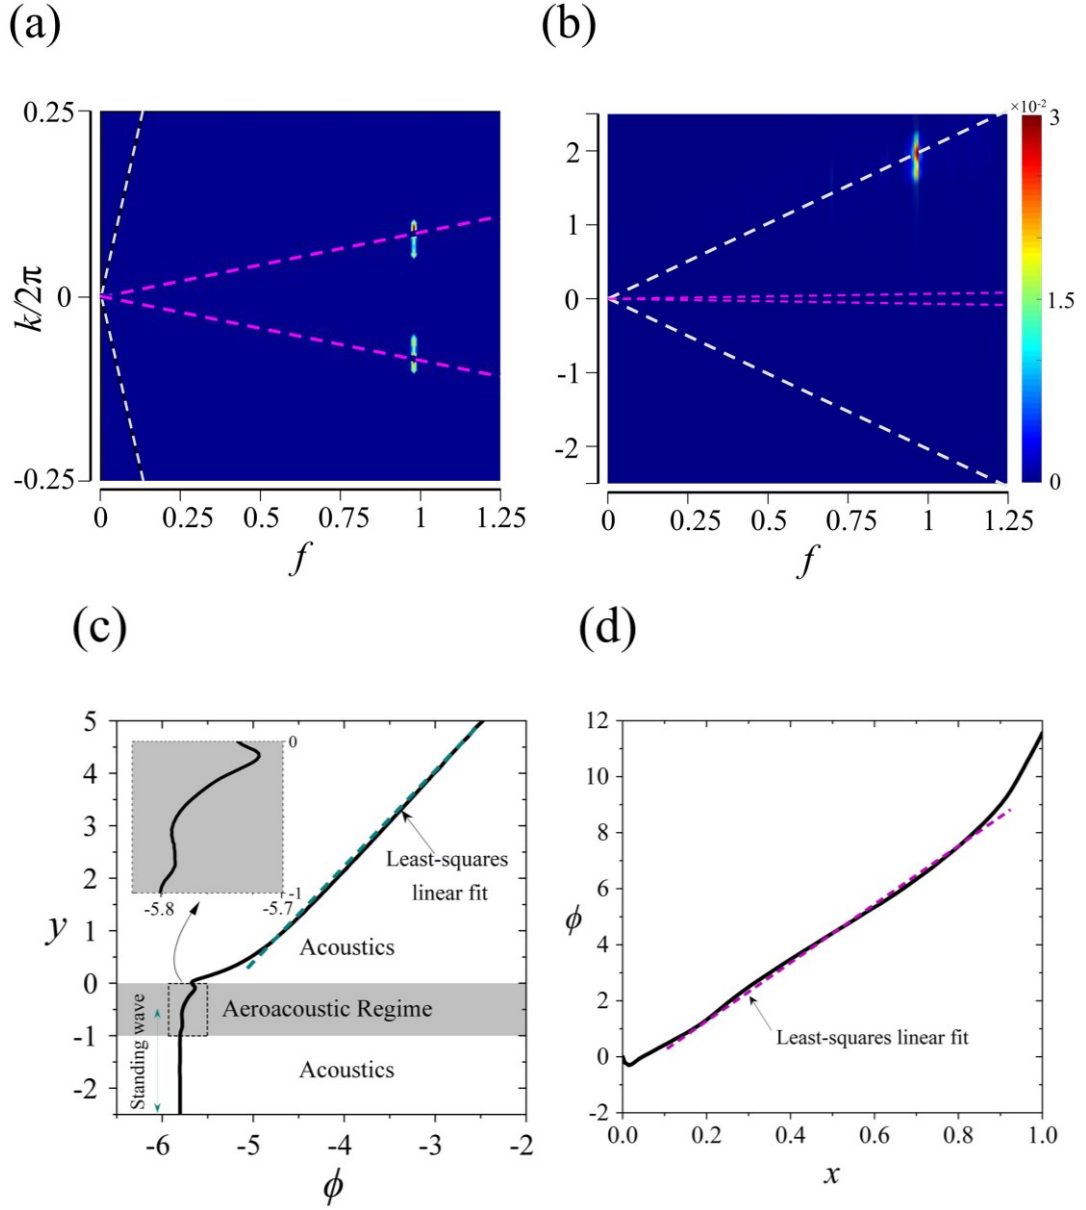 (a)
(b)
k/2π
0.25
0
-0.25
0 0.25 0.5 0.75 1 1.25
f
2
1
0
-1
-2
0 0.25 0.5 0.75 1 1.25
f
×10⁻²
3
1.5
0
(c)
(d)
y
5
4
3
2
1
0
-1
-2
0
-1
-5.8 -5.7
Least-squares
linear fit
Acoustics
Aeroacoustic Regime
Acoustics
Standing wave
-6 -5 -4 -3 -2
ϕ
12
10
8
6
4
2
0
-2
ϕ
Least-squares linear fit
0.0 0.2 0.4 0.6 0.8 1.0
x